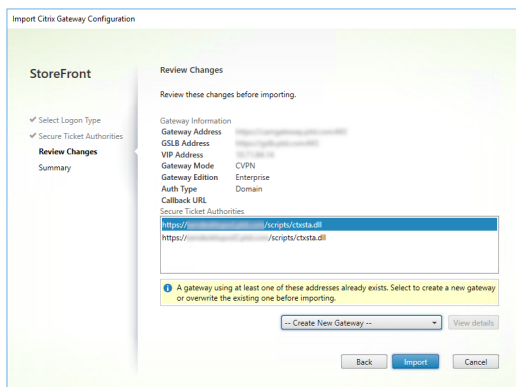 Import Citrix Gateway Configuration
StoreFront
✔ Select Logon Type
✔ Secure Ticket Authorities
Review Changes
Summary
Review Changes
Review these changes before importing.
Gateway Information
Gateway Address
GSLB Address
VIP Address
Gateway Mode CVPN
Gateway Edition Enterprise
Auth Type Domain
Callback URL
Secure Ticket Authorities
https:// /scripts/ctxsta.dll
https:// /scripts/ctxsta.dll
A gateway using at least one of these addresses already exists. Select to create a new gateway
or overwrite the existing one before importing.
-- Create New Gateway --
View details
Back
Import
Cancel